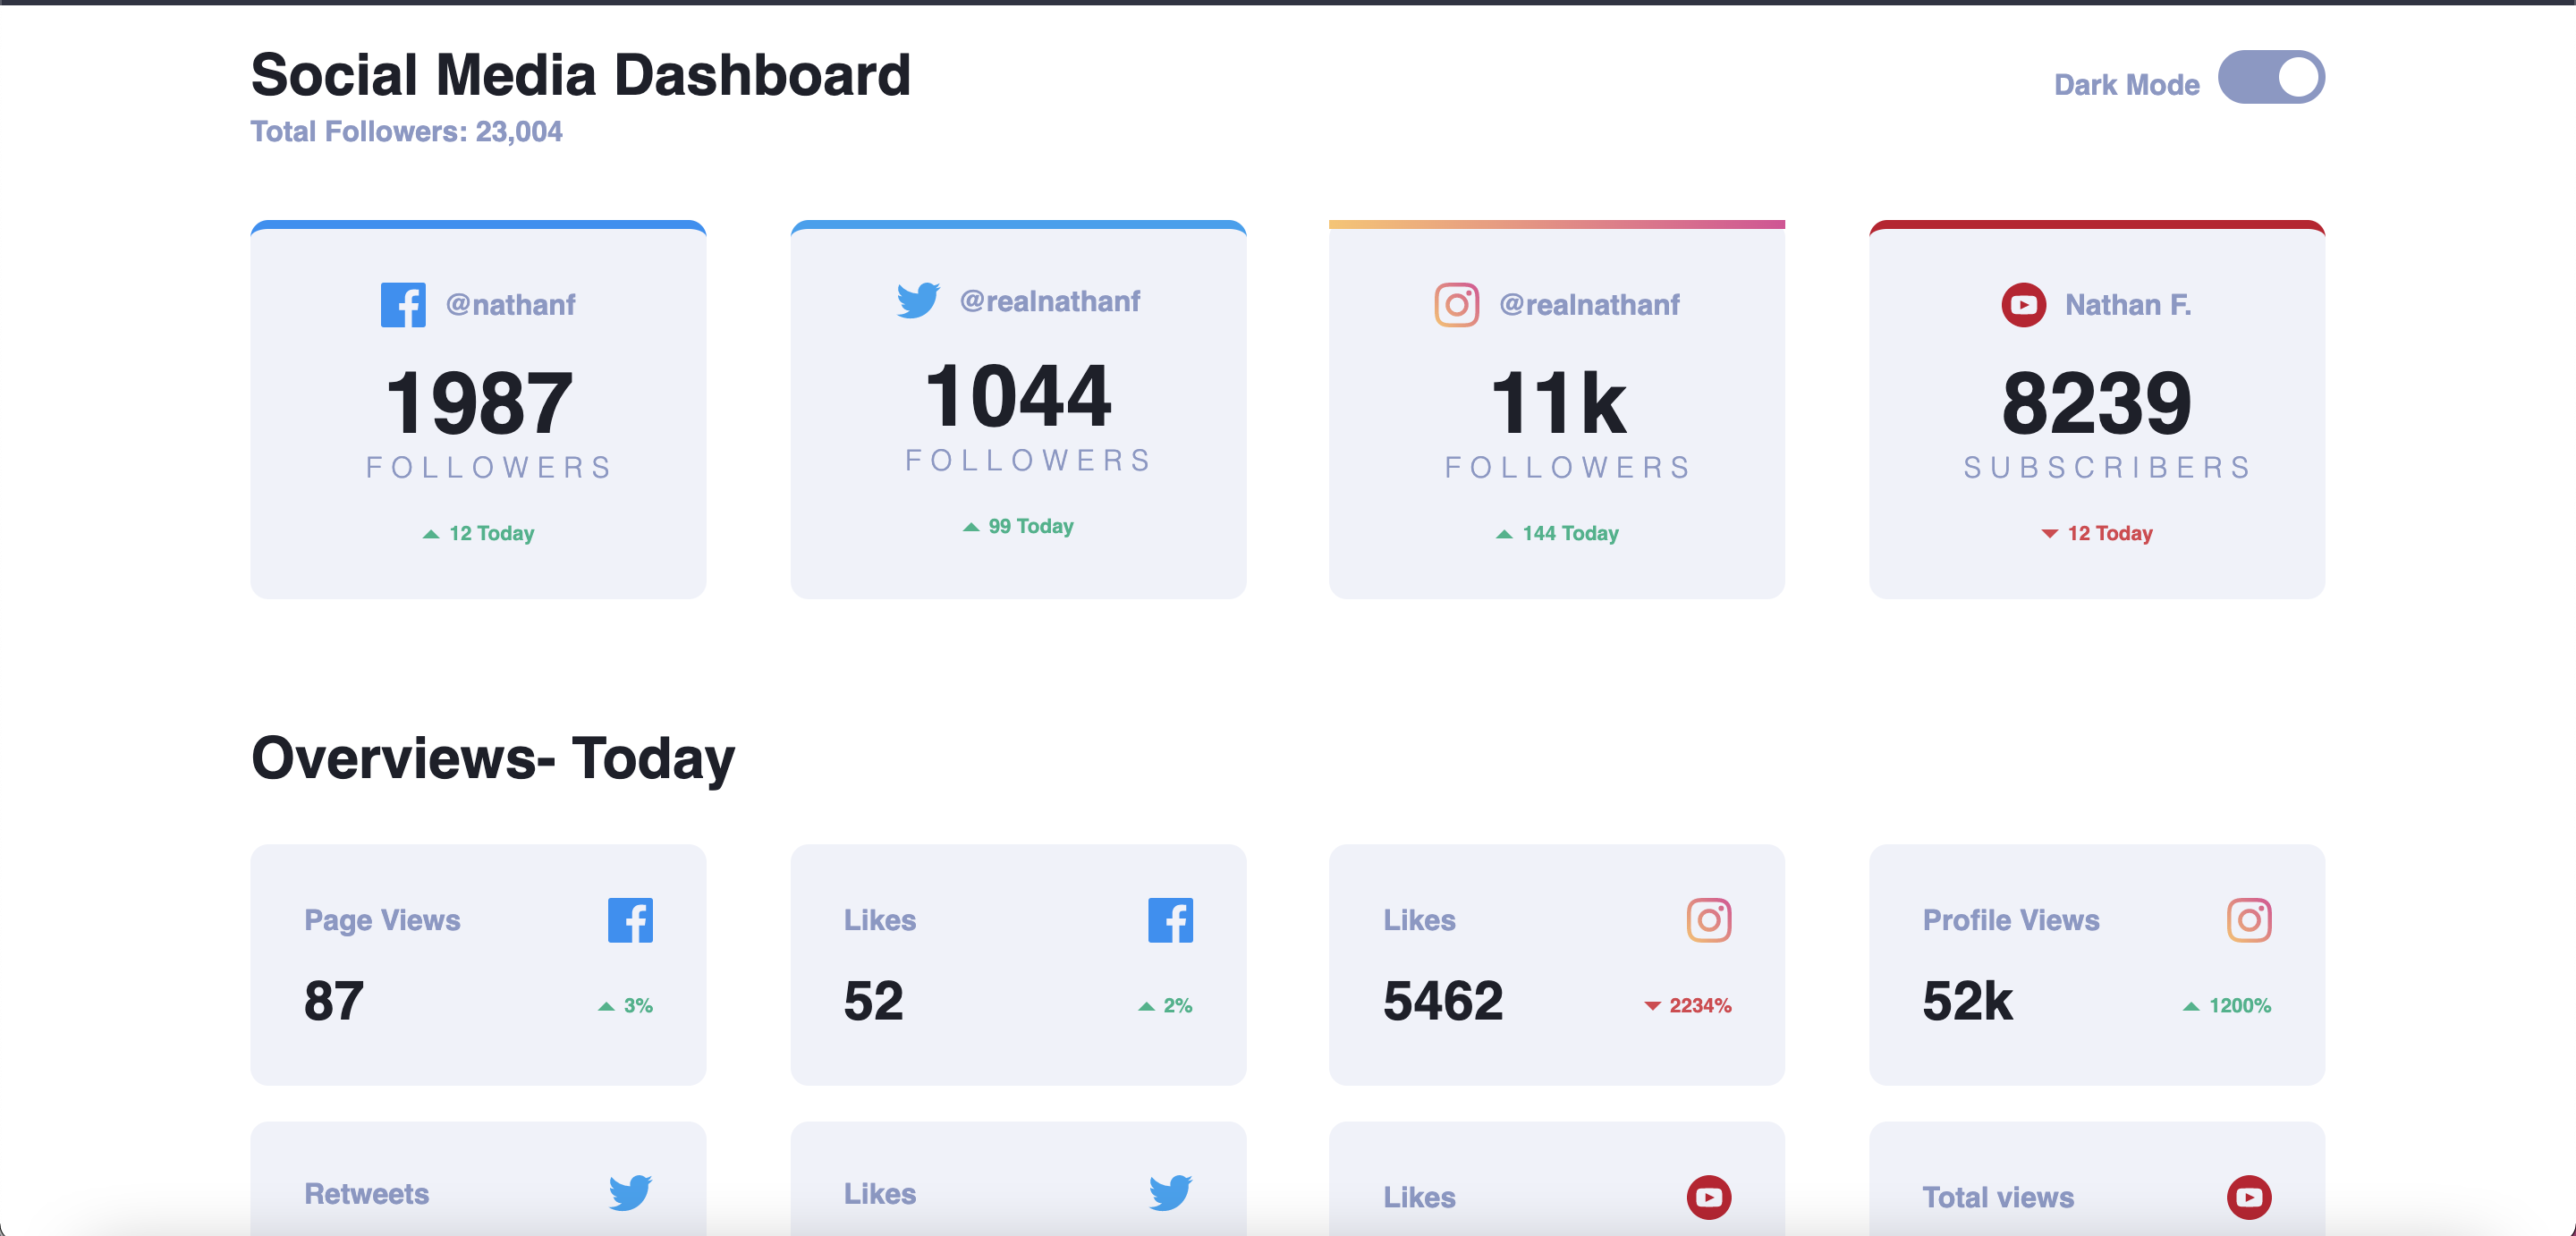 Social Media Dashboard
Dark Mode
Total Followers: 23,004
@nathanf
1987
FOLLOWERS
12 Today
@realnathanf
1044
FOLLOWERS
99 Today
@realnathanf
11k
FOLLOWERS
144 Today
Nathan F.
8239
SUBSCRIBERS
12 Today
Overviews- Today
Page Views
87
3%
Likes
52
2%
Likes
5462
2234%
Profile Views
52k
1200%
Retweets
Likes
Likes
Total views